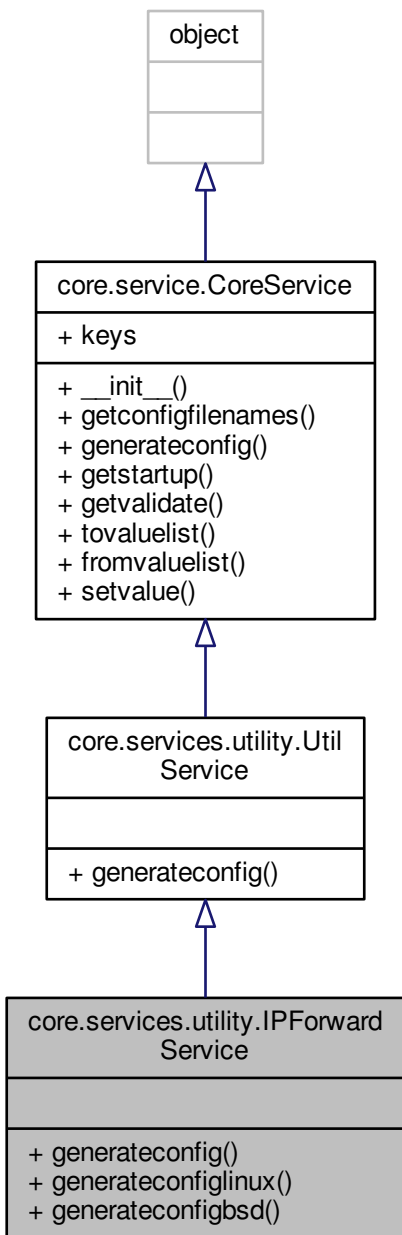 object
core.service.CoreService
+ keys
+ __init__()
+ getconfigfilenames()
+ generateconfig()
+ getstartup()
+ getvalidate()
+ tovaluelist()
+ fromvaluelist()
+ setvalue()
core.services.utility.Util
Service
+ generateconfig()
core.services.utility.IPForward
Service
+ generateconfig()
+ generateconfiglinux()
+ generateconfigbsd()